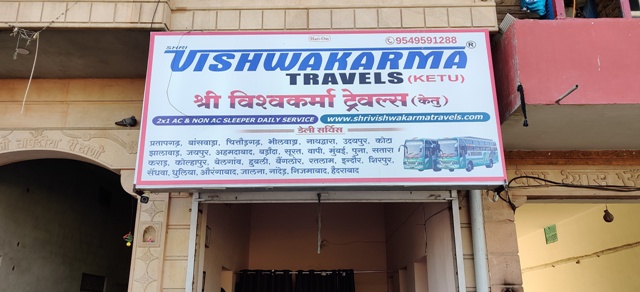 9549591288
SHRI
VISHWAKARMA®
TRAVELS (KETU)
श्री विश्वकर्मा ट्रेवल्स (केतु)
2x1 AC & NON AC SLEEPER DAILY SERVICE
www.shrivishwakarmatravels.com
डेली सर्विस
प्रतापगढ़, बांसवाड़ा, चित्तौड़गढ़, भीलवाड़ा, नाथद्वारा, उदयपुर, कोटा
झालावाड़, जयपुर, अहमदाबाद, बड़ौदा, सूरत, वापी, मुंबई, पुना, सतारा
कराड़, कोल्हापुर, बेलगांव, हुबली, बैंगलोर, रतलाम, इन्दौर, शिरपुर,
सेंधवा, धुलिया, औरंगाबाद, जालना, नांदेड़, निजमाबाद, हैदराबाद